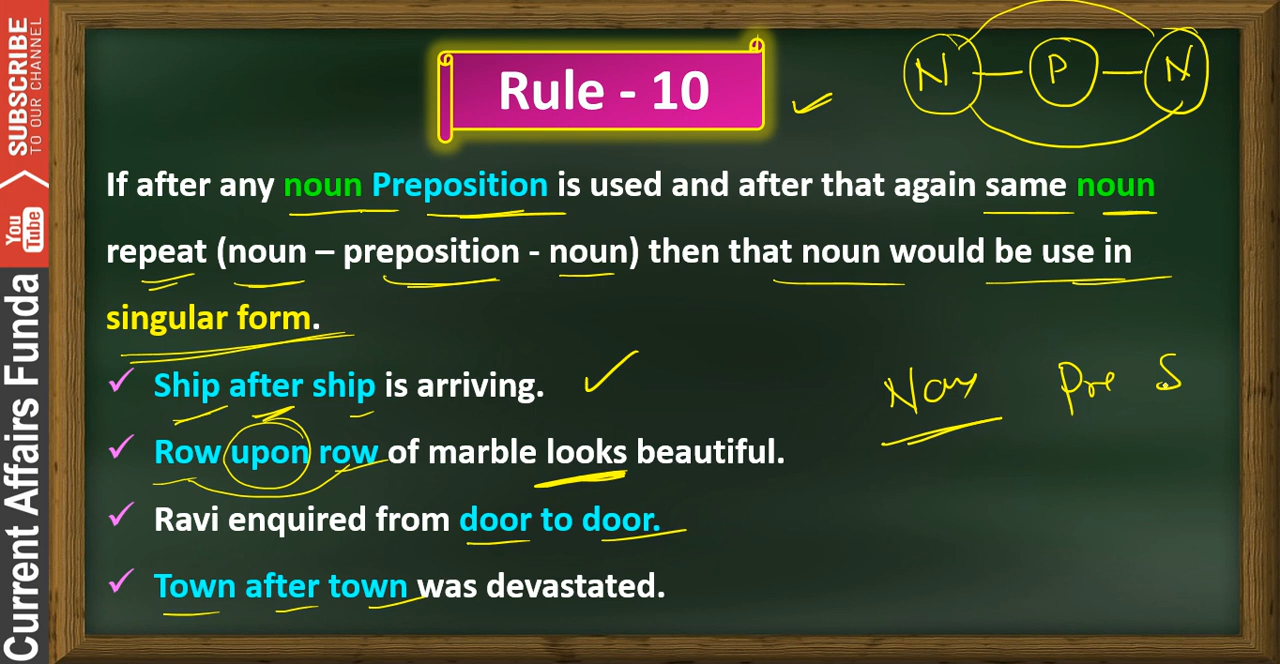 SUBSCRIBE
TO OUR CHANNEL
You
Tube
Current Affairs Funda
Rule - 10
N P N
If after any noun Preposition is used and after that again same noun
repeat (noun – preposition - noun) then that noun would be use in
singular form.
Ship after ship is arriving.
Row upon row of marble looks beautiful.
Ravi enquired from door to door.
Town after town was devastated.
Pre S